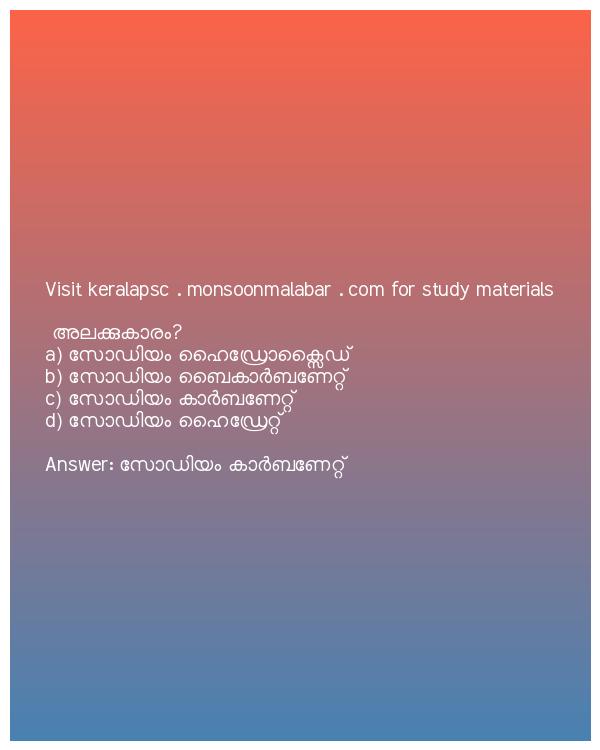 Visit keralapsc . monsoonmalabar . com for study materials
അലക്കുകാരം?
a) സോഡിയം ഹൈഡ്രോക്സൈഡ്
b) സോഡിയം ബൈകാർബണേറ്റ്
c) സോഡിയം കാർബണേറ്റ്
d) സോഡിയം ഹൈഡ്രേറ്റ്
Answer: സോഡിയം കാർബണേറ്റ്